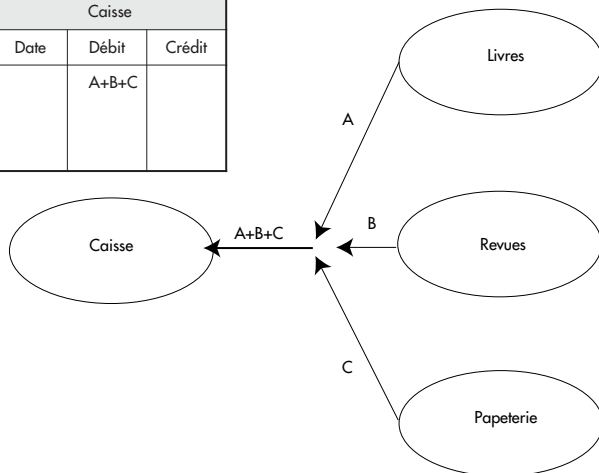 Caisse
Date Débit Crédit
A+B+C
Livres
A
B
A+B+C
Caisse
Revues
C
Papeterie